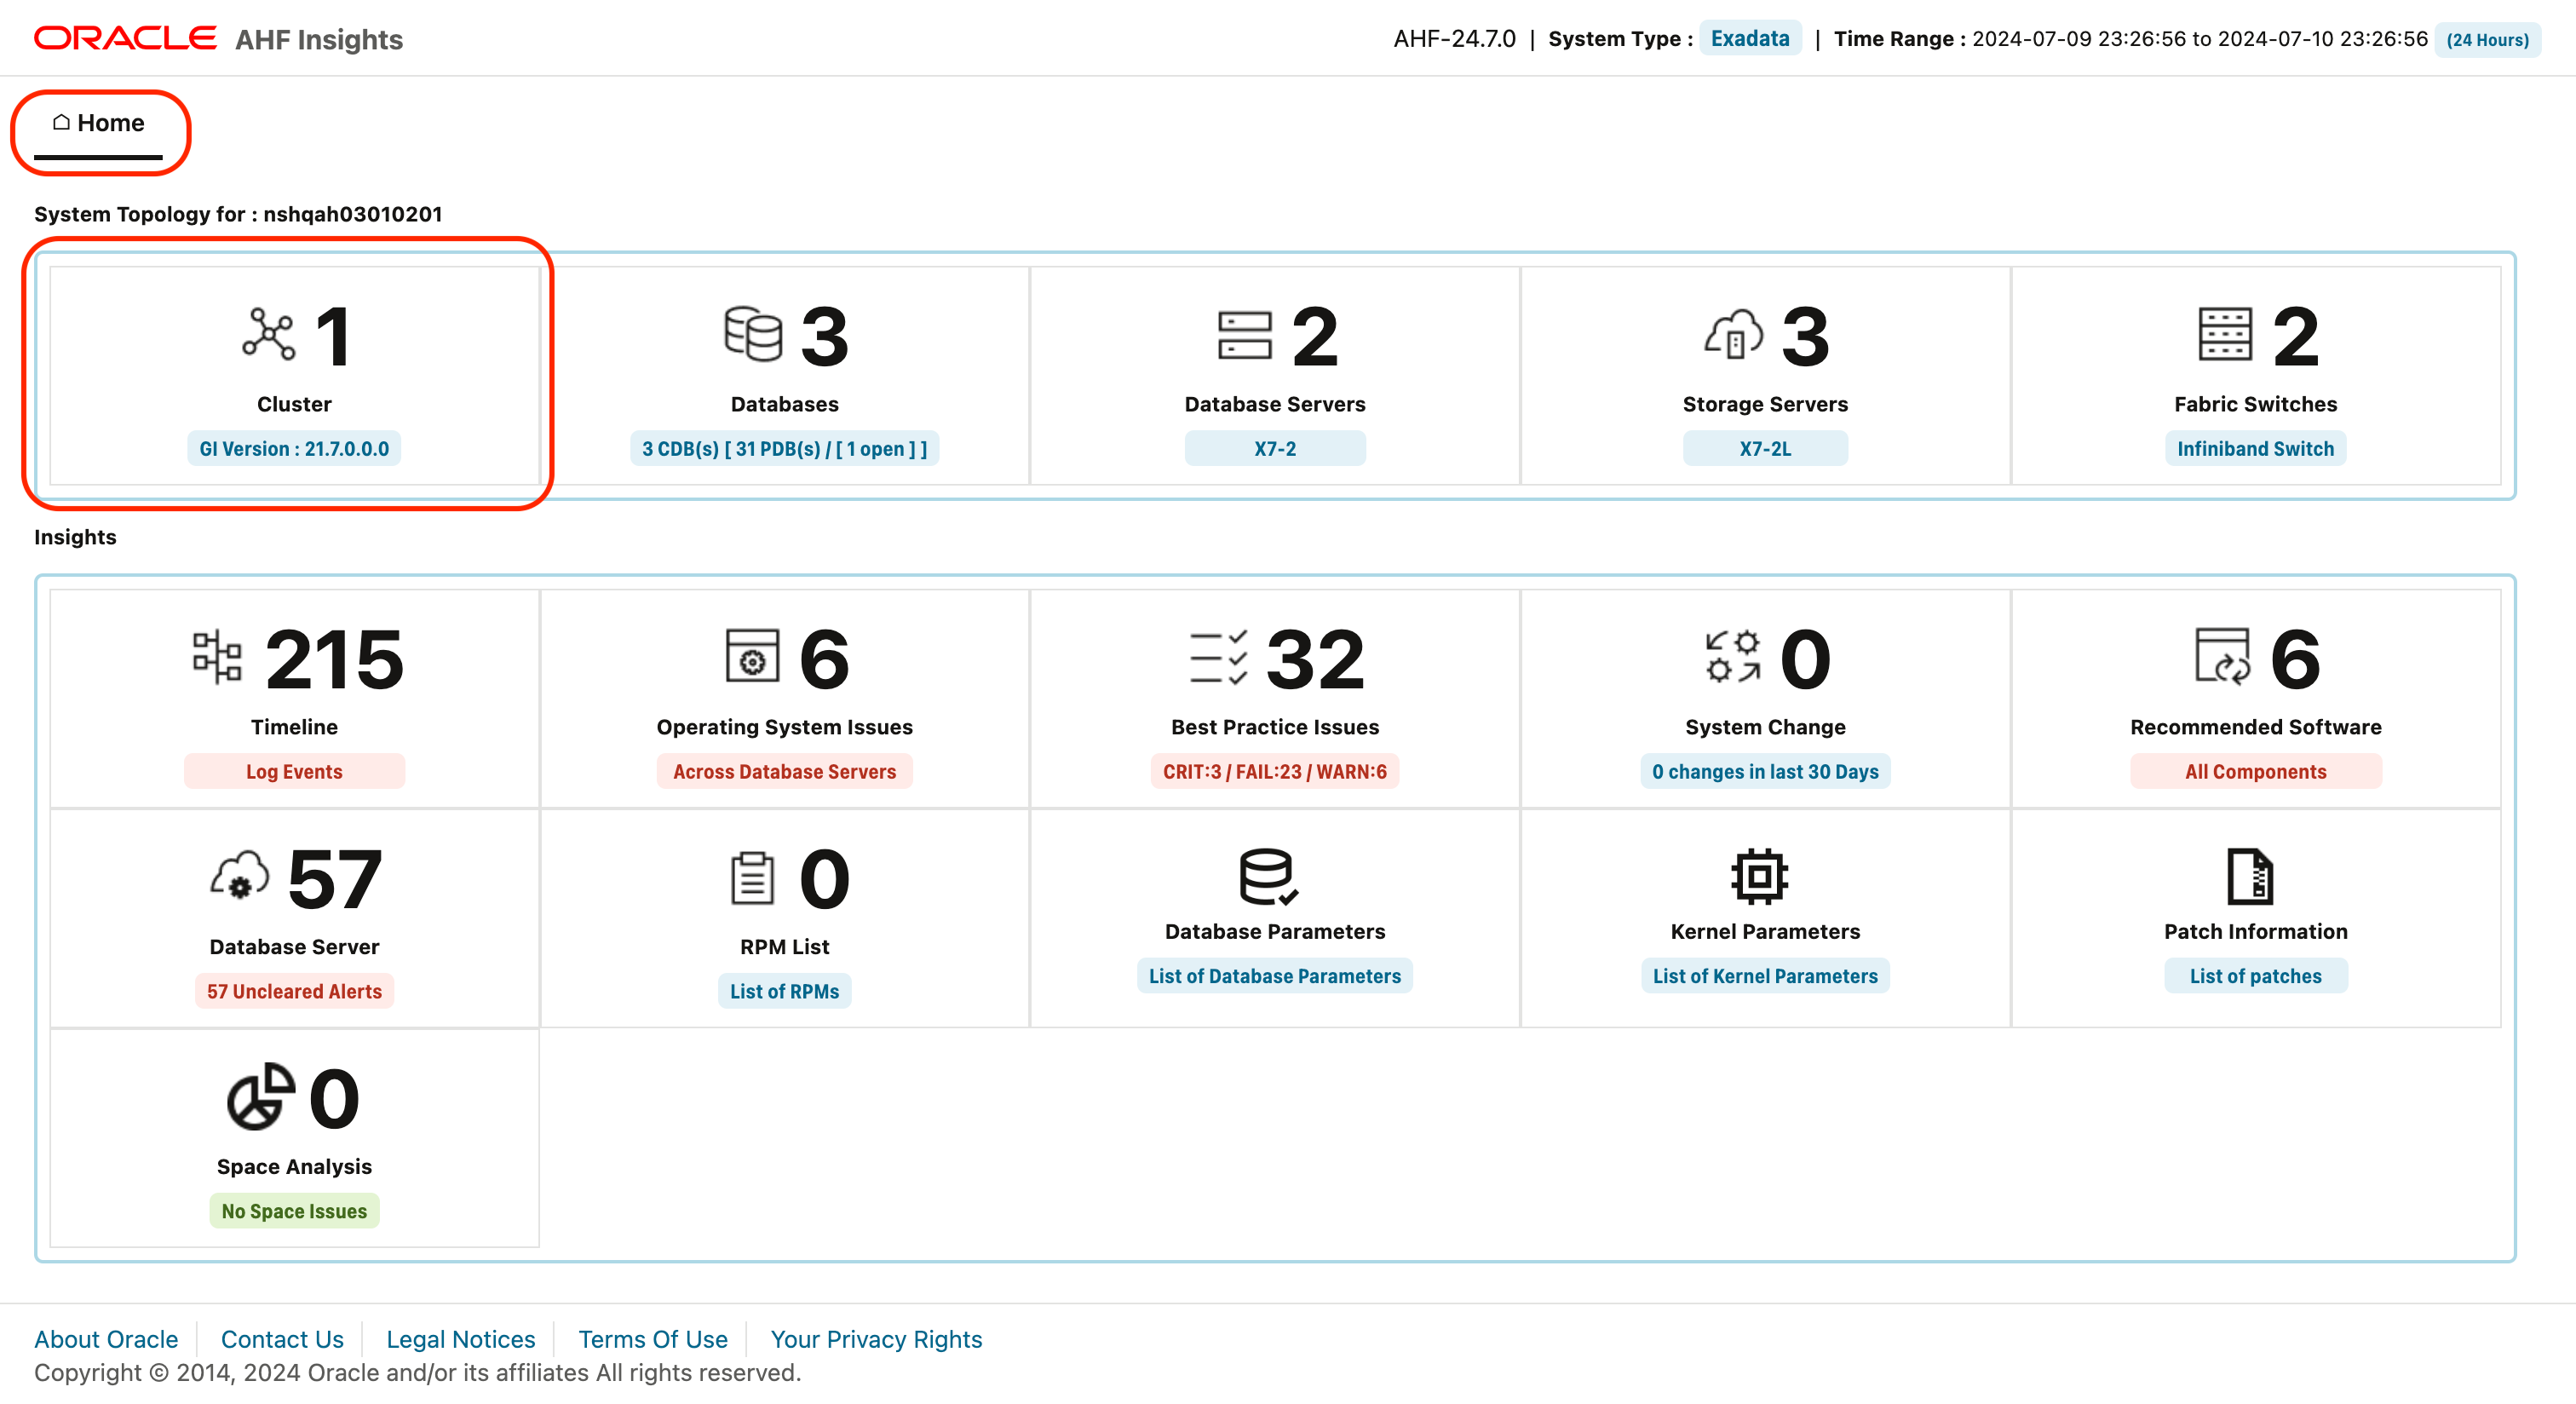 ORACLE AHF Insights
AHF-24.7.0 | System Type : Exadata | Time Range : 2024-07-09 23:26:56 to 2024-07-10 23:26:56 (24 Hours)
Home
System Topology for : nshqah03010201
1
Cluster
GI Version : 21.7.0.0.0
3
Databases
3 CDB(s) [ 31 PDB(s) / [ 1 open ] ]
2
Database Servers
X7-2
3
Storage Servers
X7-2L
2
Fabric Switches
Infiniband Switch
Insights
215
Timeline
Log Events
6
Operating System Issues
Across Database Servers
32
Best Practice Issues
CRIT:3 / FAIL:23 / WARN:6
0
System Change
0 changes in last 30 Days
6
Recommended Software
All Components
57
Database Server
57 Uncleared Alerts
0
RPM List
List of RPMs
Database Parameters
List of Database Parameters
Kernel Parameters
List of Kernel Parameters
Patch Information
List of patches
0
Space Analysis
No Space Issues
About Oracle Contact Us Legal Notices Terms Of Use Your Privacy Rights
Copyright © 2014, 2024 Oracle and/or its affiliates All rights reserved.